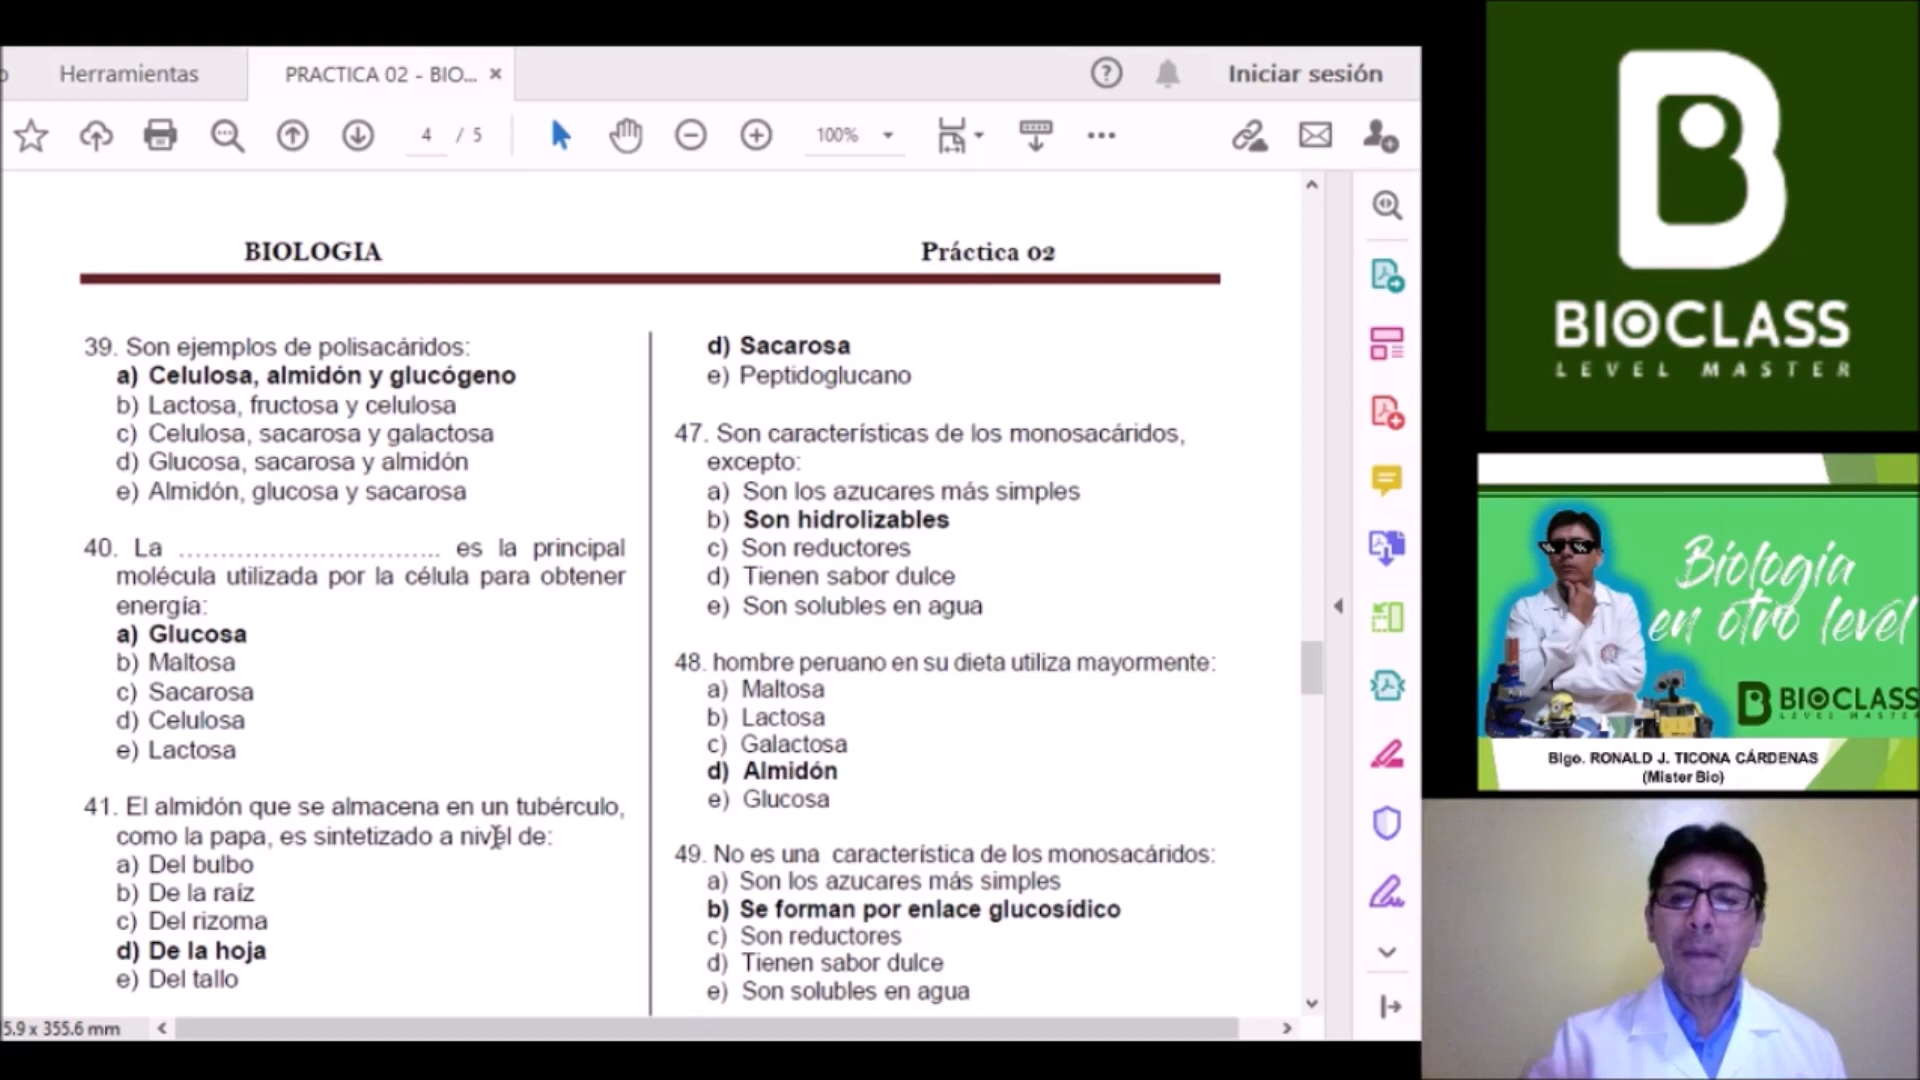 Herramientas
PRACTICA 02 - BIO...
Iniciar sesión
4 / 5
100%
BIOLOGIA
Práctica 02
39. Son ejemplos de polisacáridos:
a) Celulosa, almidón y glucógeno
b) Lactosa, fructosa y celulosa
c) Celulosa, sacarosa y galactosa
d) Glucosa, sacarosa y almidón
e) Almidón, glucosa y sacarosa
40. La ................................ es la principal
molécula utilizada por la célula para obtener
energía:
a) Glucosa
b) Maltosa
c) Sacarosa
d) Celulosa
e) Lactosa
41. El almidón que se almacena en un tubérculo,
como la papa, es sintetizado a nivel de:
a) Del bulbo
b) De la raíz
c) Del rizoma
d) De la hoja
e) Del tallo
d) Sacarosa
e) Peptidoglucano
47. Son características de los monosacáridos,
excepto:
a) Son los azucares más simples
b) Son hidrolizables
c) Son reductores
d) Tienen sabor dulce
e) Son solubles en agua
48. hombre peruano en su dieta utiliza mayormente:
a) Maltosa
b) Lactosa
c) Galactosa
d) Almidón
e) Glucosa
49. No es una característica de los monosacáridos:
a) Son los azucares más simples
b) Se forman por enlace glucosídico
c) Son reductores
d) Tienen sabor dulce
e) Son solubles en agua
5.9 x 355.6 mm
BIOCLASS
LEVEL MASTER
Biología
en otro level
BIOCLASS
LEVEL MASTER
Blgo. RONALD J. TICONA CÁRDENAS
(Mister Bio)